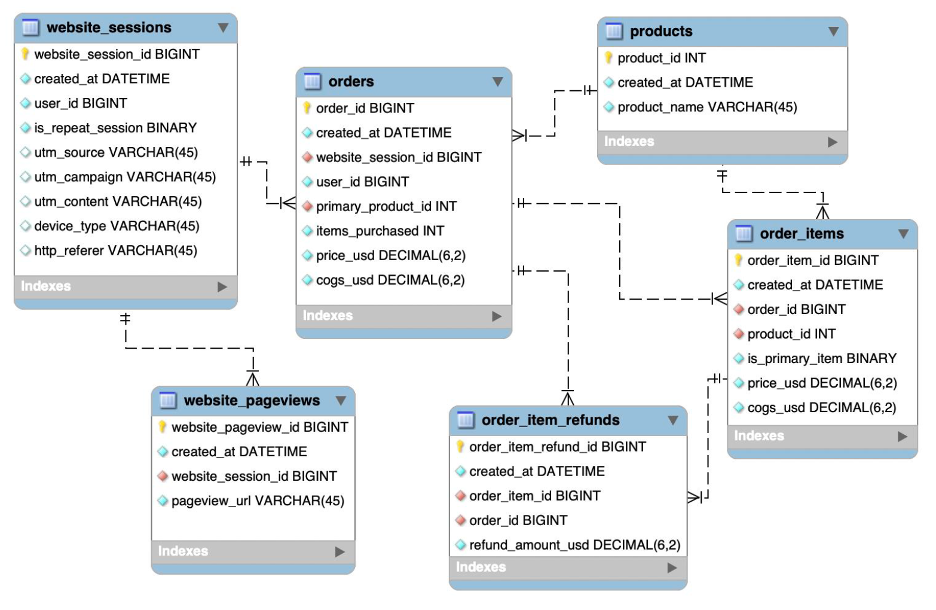 website_sessions
website_session_id BIGINT
created_at DATETIME
user_id BIGINT
is_repeat_session BINARY
utm_source VARCHAR(45)
utm_campaign VARCHAR(45)
utm_content VARCHAR(45)
device_type VARCHAR(45)
http_referer VARCHAR(45)
Indexes
orders
order_id BIGINT
created_at DATETIME
website_session_id BIGINT
user_id BIGINT
primary_product_id INT
items_purchased INT
price_usd DECIMAL(6,2)
cogs_usd DECIMAL(6,2)
Indexes
products
product_id INT
created_at DATETIME
product_name VARCHAR(45)
Indexes
order_items
order_item_id BIGINT
created_at DATETIME
order_id BIGINT
product_id INT
is_primary_item BINARY
price_usd DECIMAL(6,2)
cogs_usd DECIMAL(6,2)
Indexes
website_pageviews
website_pageview_id BIGINT
created_at DATETIME
website_session_id BIGINT
pageview_url VARCHAR(45)
Indexes
order_item_refunds
order_item_refund_id BIGINT
created_at DATETIME
order_item_id BIGINT
order_id BIGINT
refund_amount_usd DECIMAL(6,2)
Indexes